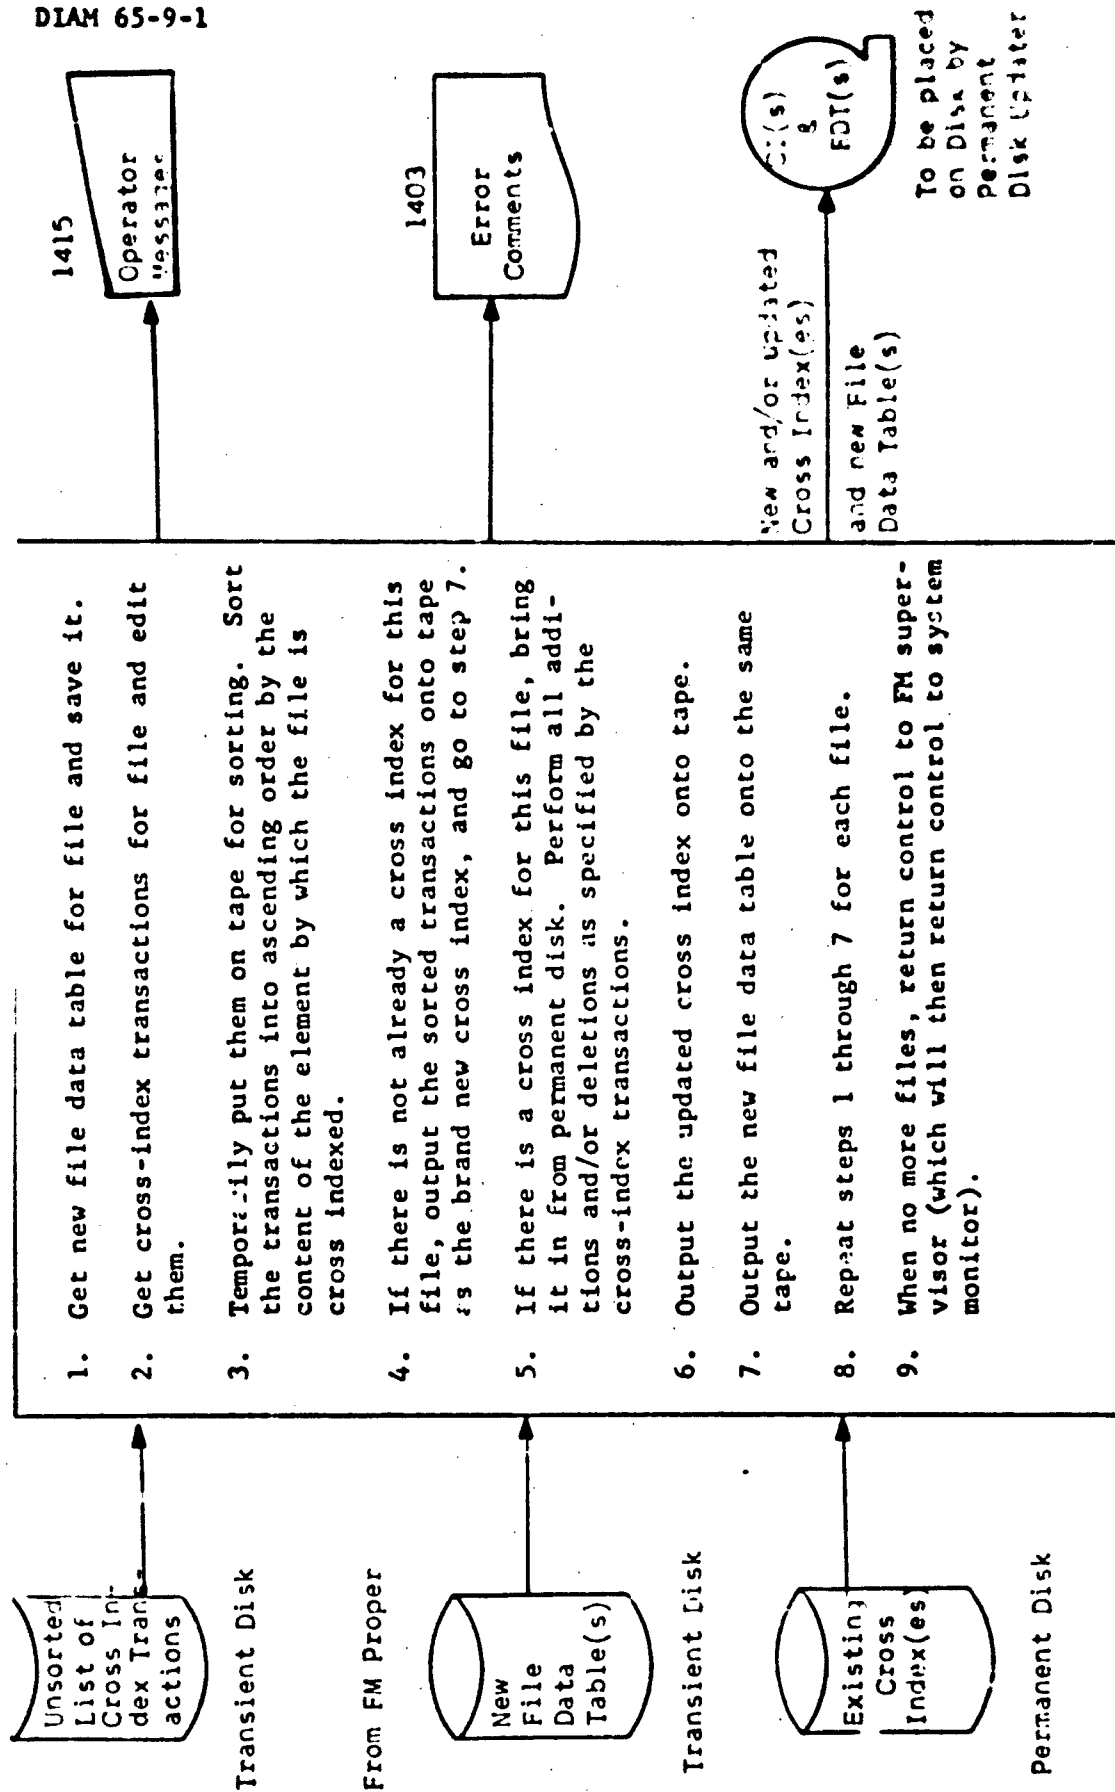 DIAM 65-9-1
Unsorted
List of
Cross In-
dex Trans-
actions
Transient Disk
From FM Proper
New
File
Data
Table(s)
Transient Disk
Existing
Cross
Index(es)
Permanent Disk
1. Get new file data table for file and save it.
2. Get cross-index transactions for file and edit
them.
3. Temporarily put them on tape for sorting. Sort
the transactions into ascending order by the
content of the element by which the file is
cross indexed.
4. If there is not already a cross index for this
file, output the sorted transactions onto tape
as the brand new cross index, and go to step 7.
5. If there is a cross index for this file, bring
it in from permanent disk. Perform all addi-
tions and/or deletions as specified by the
cross-index transactions.
6. Output the updated cross index onto tape.
7. Output the new file data table onto the same
tape.
8. Repeat steps 1 through 7 for each file.
9. When no more files, return control to FM super-
visor (which will then return control to system
monitor).
1415
Operator
Messages
1403
Error
Comments
New and/or updated
Cross Index(es)
and new File
Data Table(s)
CI(s)
&
FDT(s)
To be placed
on Disk by
Permanent
Disk Updater